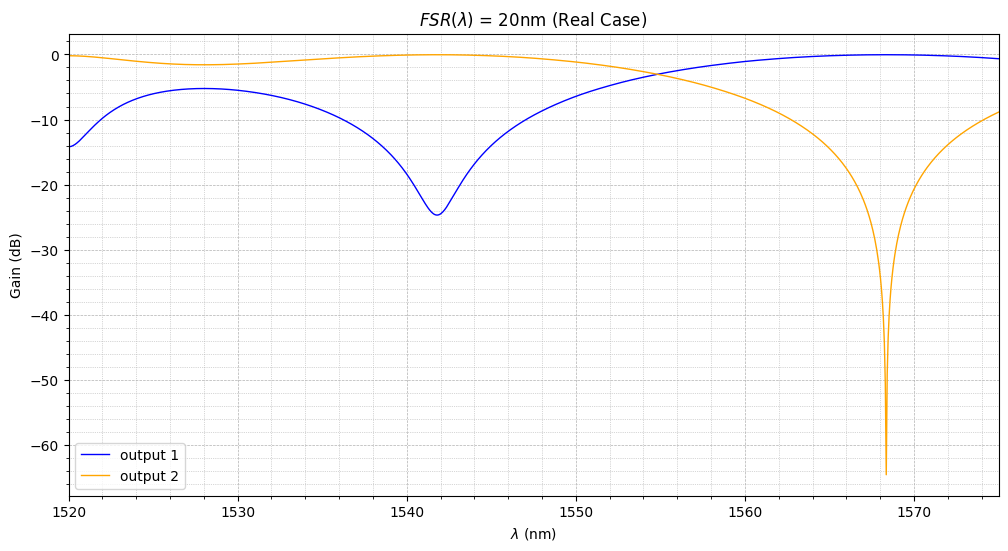 FSR(λ) = 20nm (Real Case)
Gain (dB)
0
−10
−20
−30
−40
−50
−60
output 1
output 2
1520 1530 1540 1550 1560 1570
λ (nm)